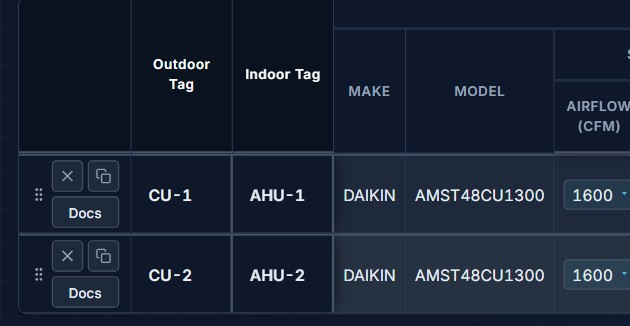 Outdoor
Tag
Indoor Tag
MAKE
MODEL
AIRFLOW
(CFM)
Docs
CU-1
AHU-1
DAIKIN
AMST48CU1300
1600
Docs
CU-2
AHU-2
DAIKIN
AMST48CU1300
1600